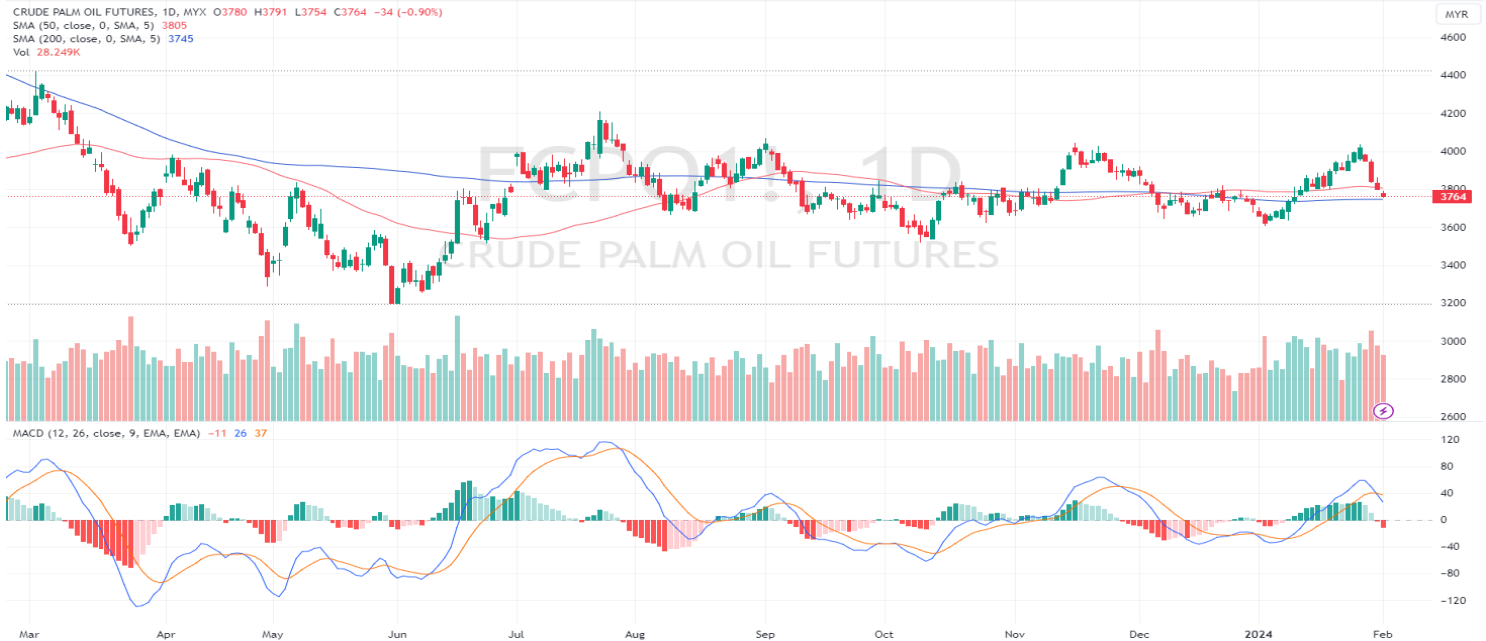 CRUDE PALM OIL FUTURES, 1D, MYX O3780 H3791 L3754 C3764 −34 (−0.90%)
MYR
SMA (50, close, 0, SMA, 5) 3805
SMA (200, close, 0, SMA, 5) 3745
Vol 28.249K
4600
4400
4200
4000
3800
3764
3600
3400
3200
3000
2800
2600
FCPO1!, 1D
CRUDE PALM OIL FUTURES
MACD (12, 26, close, 9, EMA, EMA) −11 26 37
120
80
40
0
−40
−80
−120
Mar Apr May Jun Jul Aug Sep Oct Nov Dec 2024 Feb